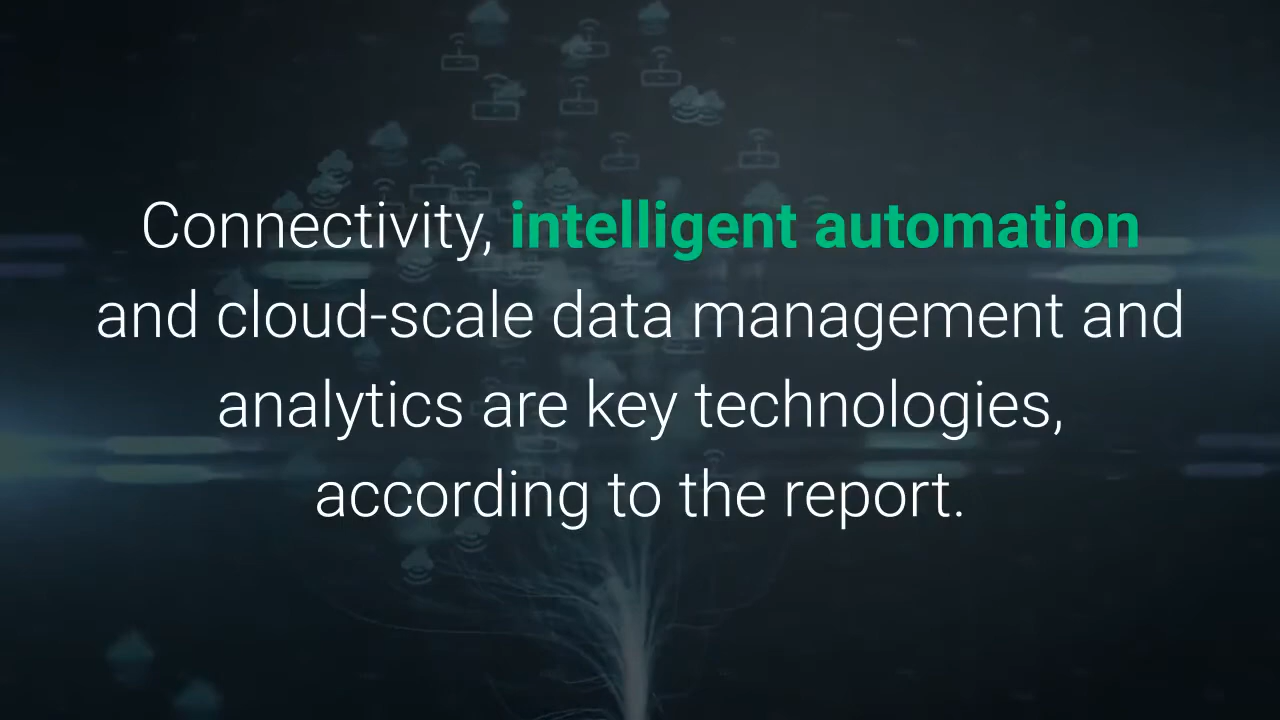 Connectivity, intelligent automation
and cloud-scale data management and
analytics are key technologies,
according to the report.